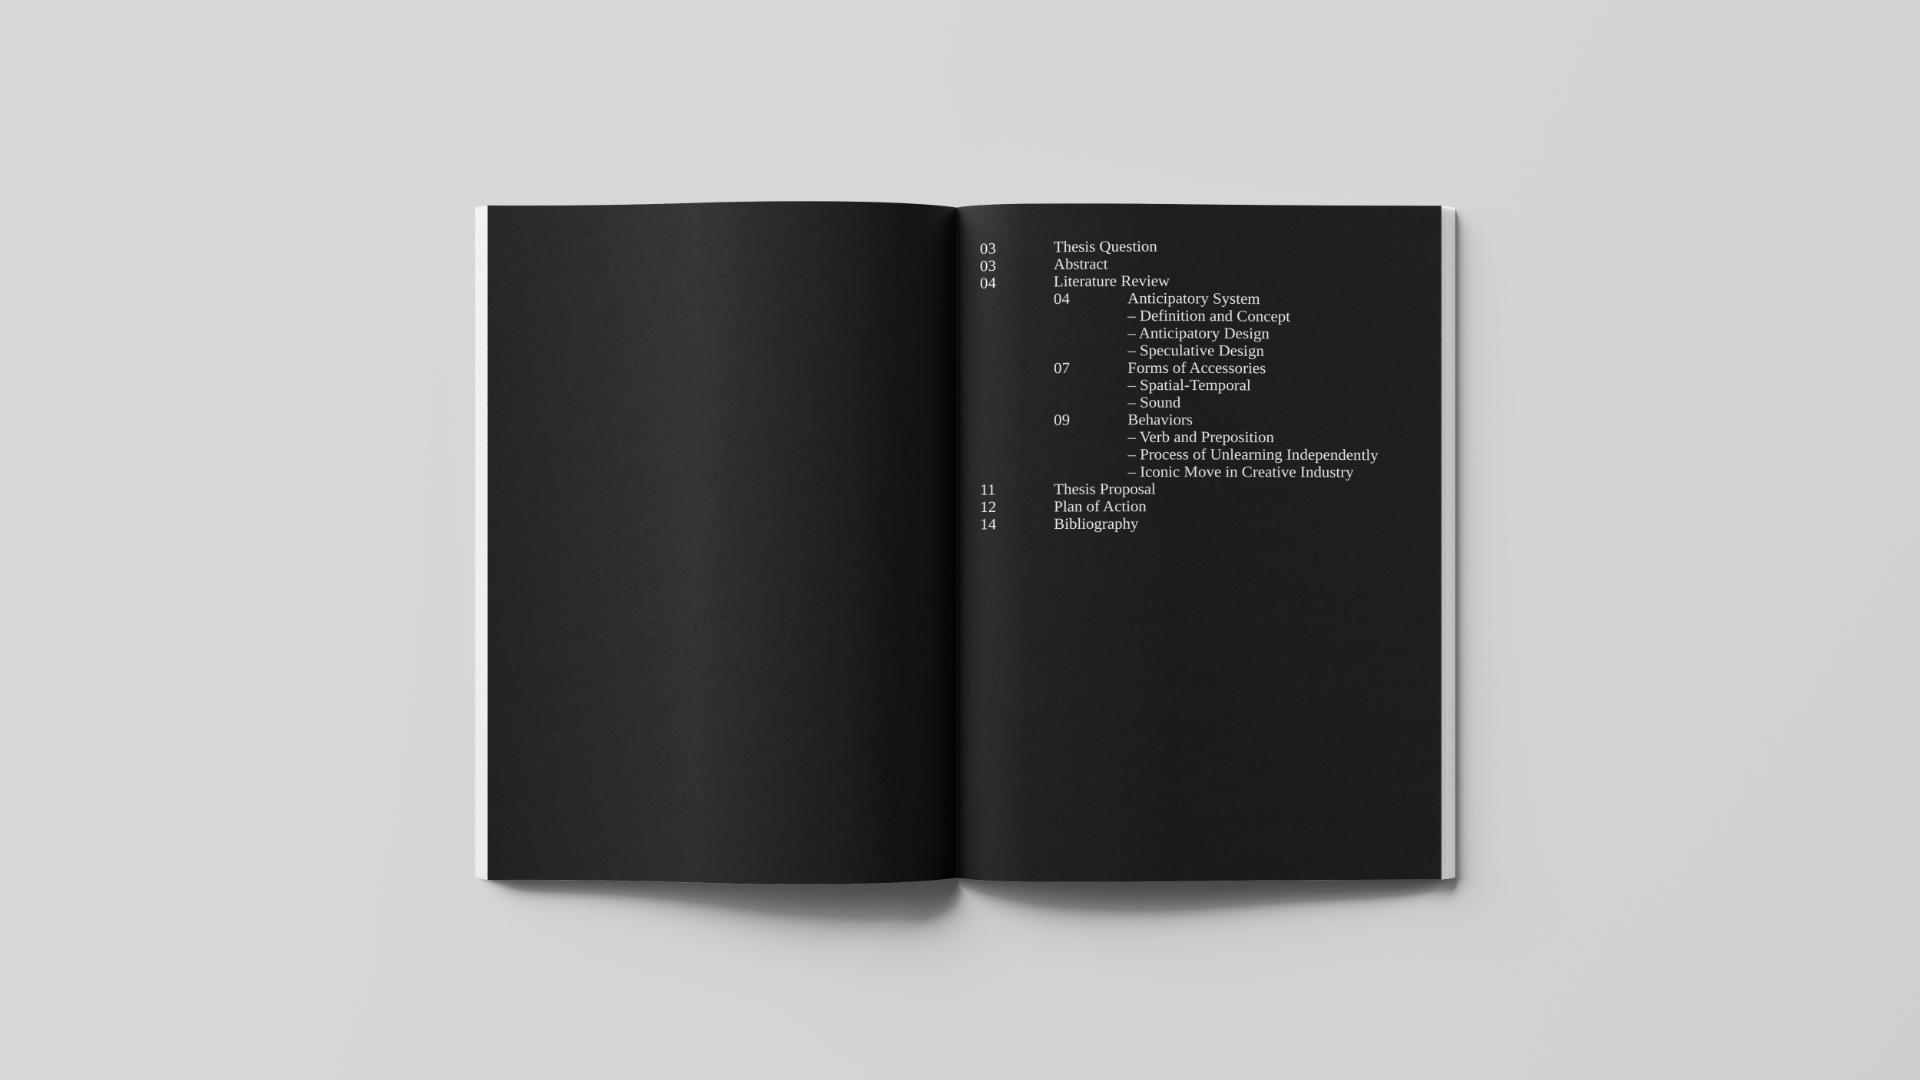 03 Thesis Question
03 Abstract
04 Literature Review
04 Anticipatory System
– Definition and Concept
– Anticipatory Design
– Speculative Design
07 Forms of Accessories
– Spatial-Temporal
– Sound
09 Behaviors
– Verb and Preposition
– Process of Unlearning Independently
– Iconic Move in Creative Industry
11 Thesis Proposal
12 Plan of Action
14 Bibliography